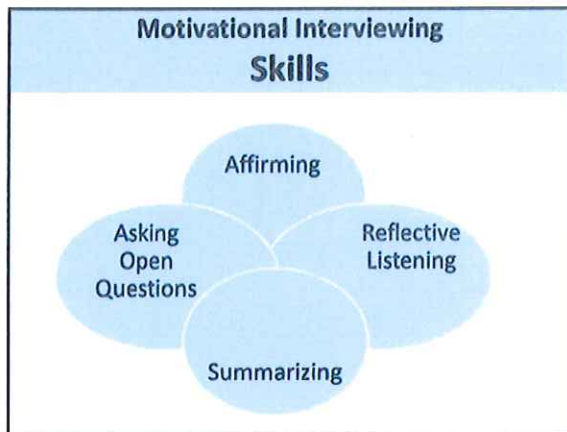 Motivational Interviewing
Skills
Affirming
Asking
Open
Questions
Reflective
Listening
Summarizing